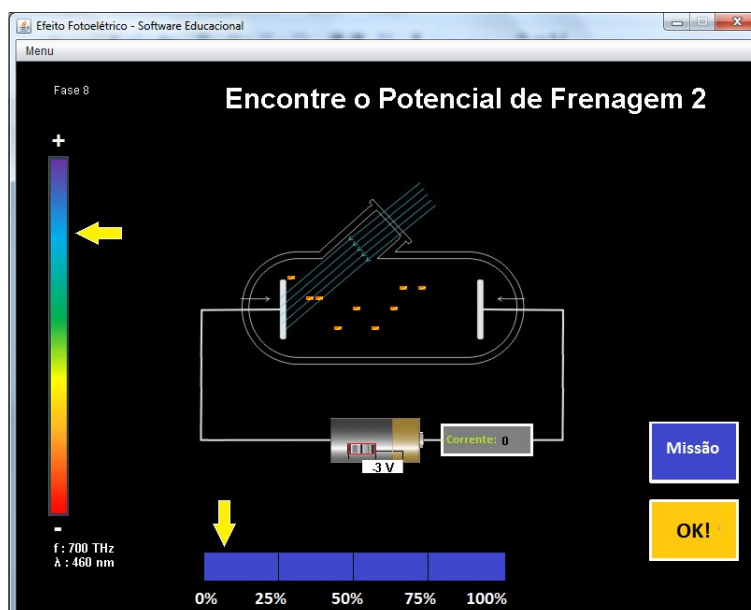 Efeito Fotoelétrico - Software Educacional
Menu
Fase 8
Encontre o Potencial de Frenagem 2
+
Corrente: 0
-3 V
Missão
-
f : 700 THz
λ : 460 nm
OK!
0% 25% 50% 75% 100%